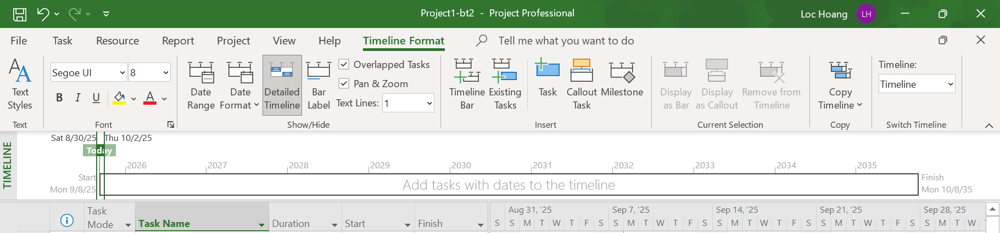 Project1-bt2 - Project Professional
Loc Hoang LH
File Task Resource Report Project View Help Timeline Format Tell me what you want to do
Text Styles
Text
Segoe UI 8
B I U A
Font
Date Range
Date Format
Detailed Timeline
Bar Label
Overlapped Tasks
Pan & Zoom
Text Lines: 1
Show/Hide
Timeline Bar
Existing Tasks
Task
Callout Task
Milestone
Insert
Display as Bar
Display as Callout
Remove from Timeline
Current Selection
Copy Timeline
Copy
Timeline:
Timeline
Switch Timeline
TIMELINE
Sat 8/30/25 Thu 10/2/25
Today
2026 2027 2028 2029 2030 2031 2032 2033 2034 2035
Start
Mon 9/8/25
Add tasks with dates to the timeline
Finish
Mon 10/8/35
Task Mode
Task Name
Duration
Start
Finish
Aug 31, '25 Sep 7, '25 Sep 14, '25 Sep 21, '25 Sep 28, '25
S S M T W T F S S M T W T F S S M T W T F S S M T W T F S S M T W